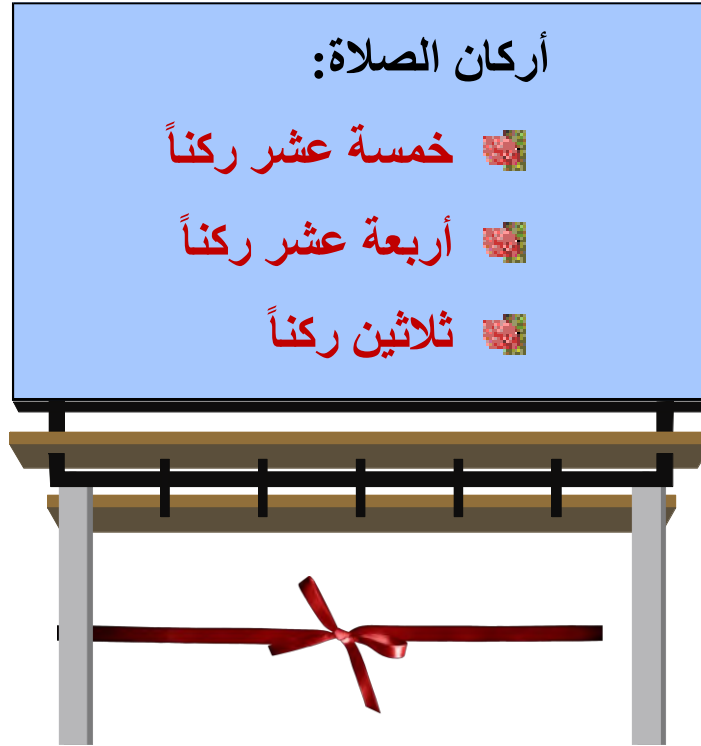 أركان الصلاة:
خمسة عشر ركناً
أربعة عشر ركناً
ثلاثين ركناً